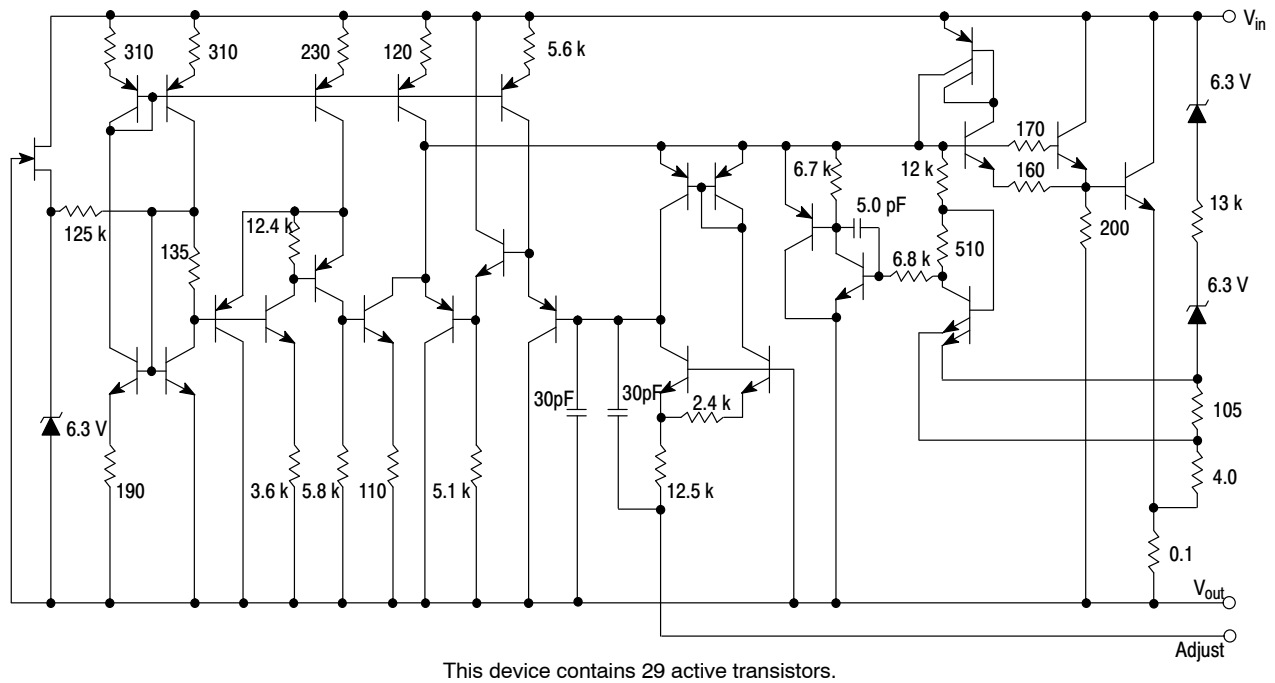 310
310
230
120
5.6 k
V_in
6.3 V
170
6.7 k
12 k
160
5.0 pF
13 k
125 k
12.4 k
200
135
6.8 k
510
6.3 V
30pF
30pF
2.4 k
105
6.3 V
190
3.6 k
5.8 k
110
5.1 k
12.5 k
4.0
0.1
V_out
Adjust
This device contains 29 active transistors.